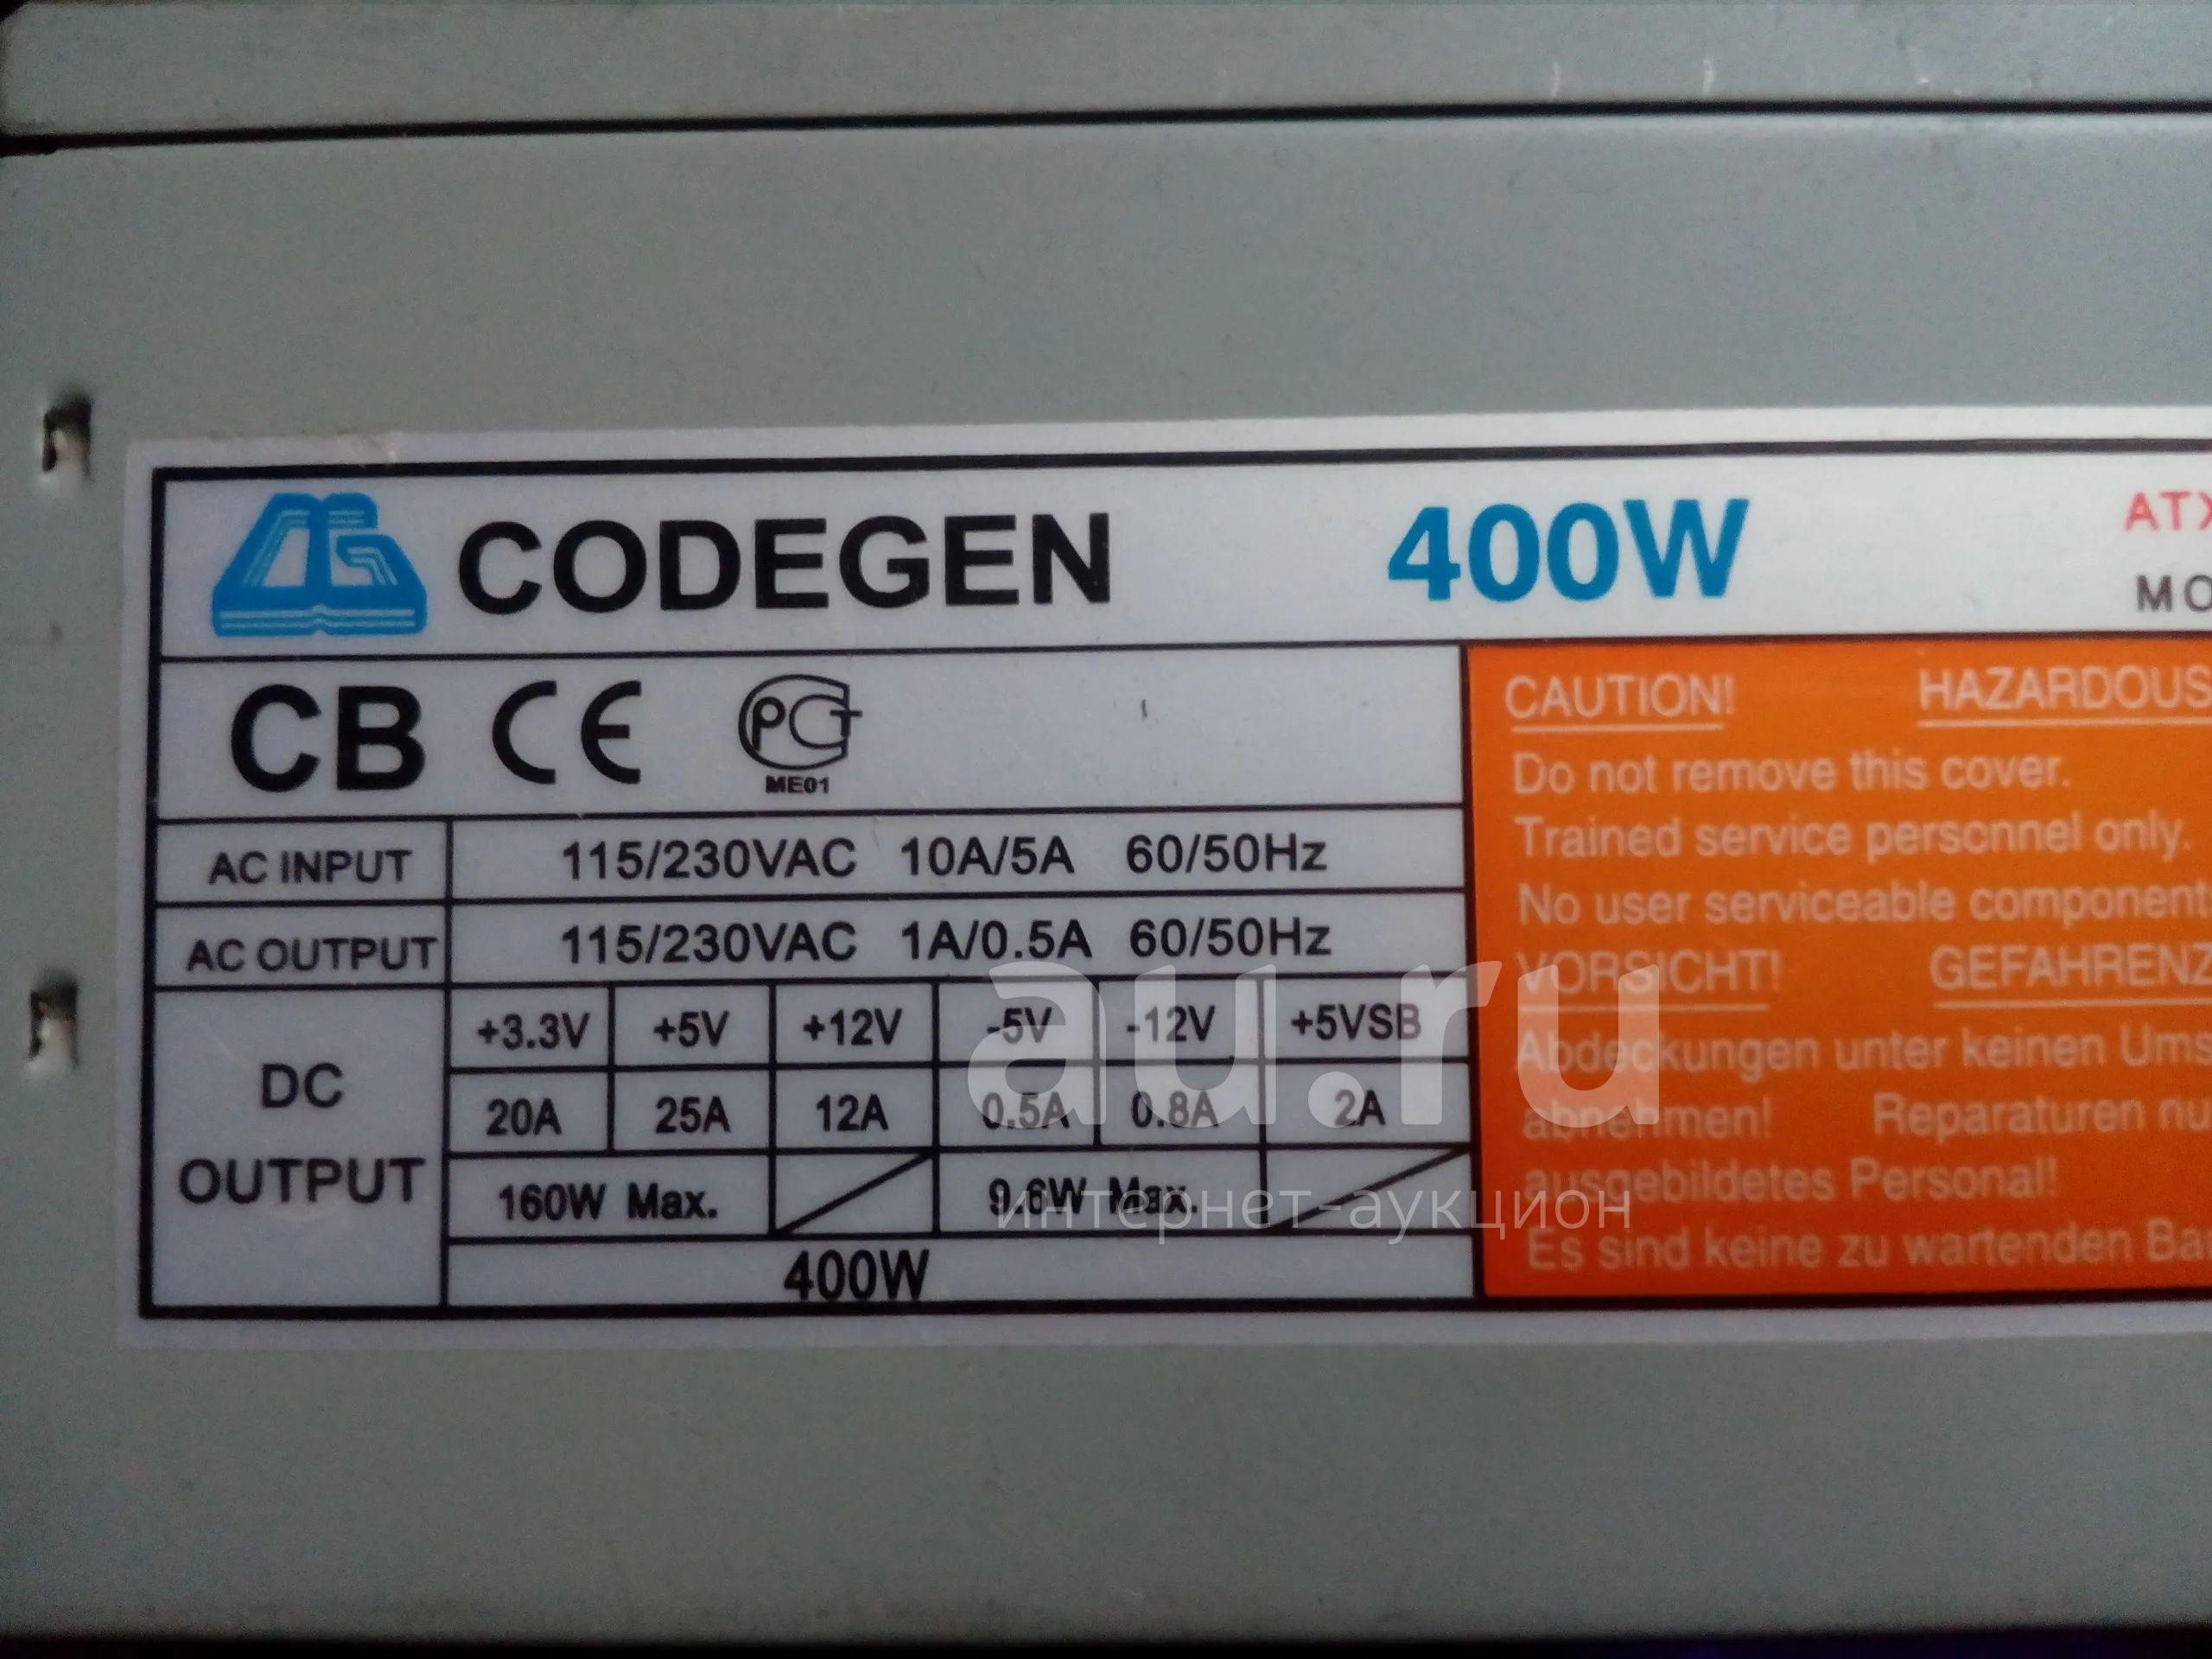 CODEGEN 400W ATX
MO
CB CE РСТ
ME01
AC INPUT 115/230VAC 10A/5A 60/50Hz
AC OUTPUT 115/230VAC 1A/0.5A 60/50Hz
DC OUTPUT
+3.3V +5V +12V -5V -12V +5VSB
20A 25A 12A 0.5A 0.8A 2A
160W Max. 9.6W Max.
400W
CAUTION! HAZARDOUS
Do not remove this cover.
Trained service perscnnel only.
No user serviceable component
VORSICHT! GEFAHRENZ
Abdeckungen unter keinen Ums
abnehmen! Reparaturen nu
ausgebildetes Personal!
Es sind keine zu wartenden Bau
au.ru
интернет-аукцион